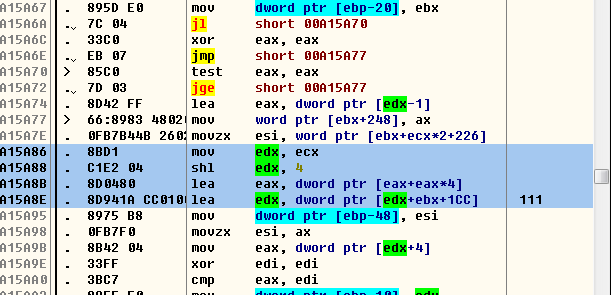 A15A67 . 895D E0 mov dword ptr [ebp-20], ebx
A15A6A .ˬ 7C 04 jl short 00A15A70
A15A6C . 33C0 xor eax, eax
A15A6E .ˬ EB 07 jmp short 00A15A77
A15A70 > 85C0 test eax, eax
A15A72 .ˬ 7D 03 jge short 00A15A77
A15A74 . 8D42 FF lea eax, dword ptr [edx-1]
A15A77 > 66:8983 4802 mov word ptr [ebx+248], ax
A15A7E . 0FB7B44B 2602 movzx esi, word ptr [ebx+ecx*2+226]
A15A86 . 8BD1 mov edx, ecx
A15A88 . C1E2 04 shl edx, 4
A15A8B . 8D0480 lea eax, dword ptr [eax+eax*4]
A15A8E . 8D941A CC010 lea edx, dword ptr [edx+ebx+1CC] 111
A15A95 . 8975 B8 mov dword ptr [ebp-48], esi
A15A98 . 0FB7F0 movzx esi, ax
A15A9B . 8B42 04 mov eax, dword ptr [edx+4]
A15A9E . 33FF xor edi, edi
A15AA0 . 3BC7 cmp eax, edi